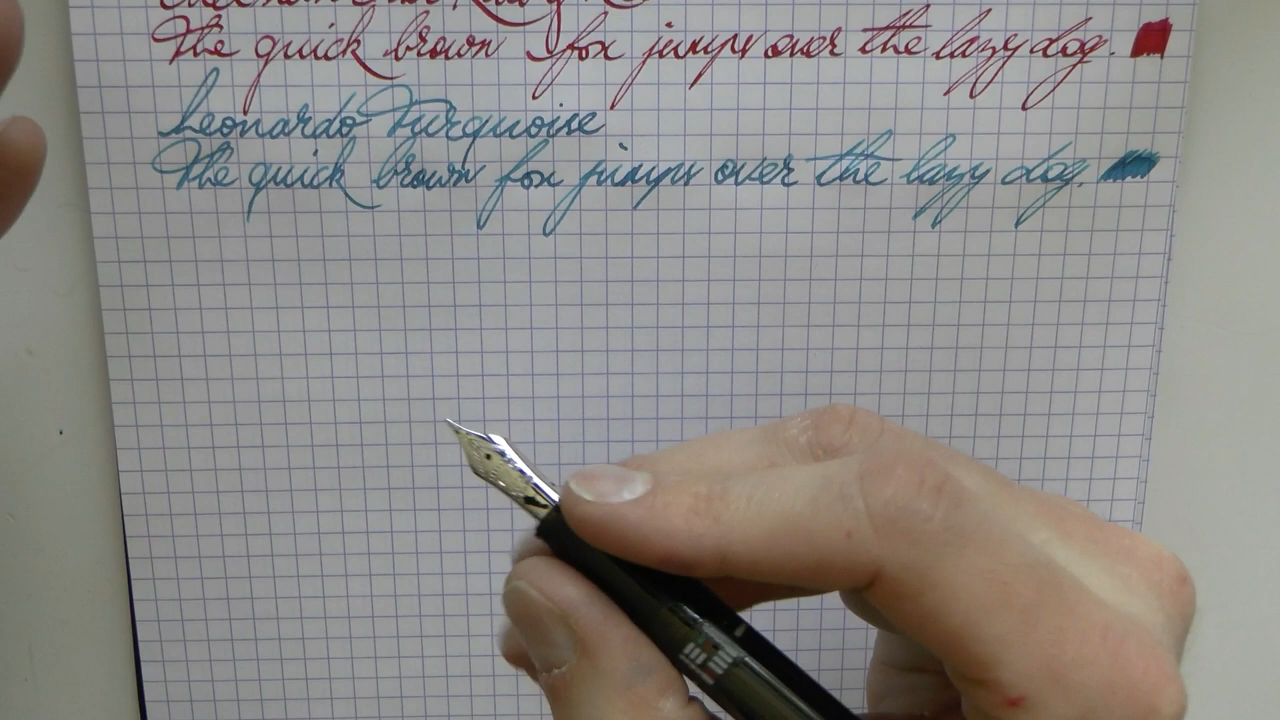 The quick brown fox jumps over the lazy dog.
Leonardo Turquoise
The quick brown fox jumps over the lazy dog.